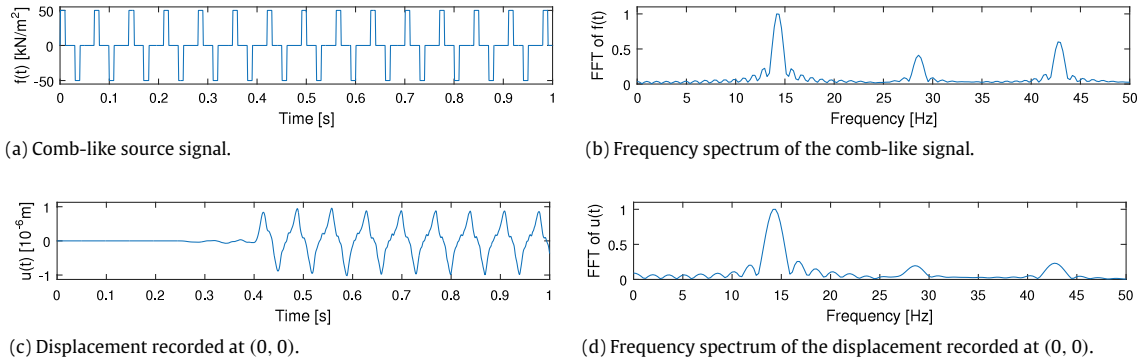 f(t) [kN/m²]
50
0
-50
0 0.1 0.2 0.3 0.4 0.5 0.6 0.7 0.8 0.9 1
Time [s]
(a) Comb-like source signal.
FFT of f(t)
1
0.5
0
0 5 10 15 20 25 30 35 40 45 50
Frequency [Hz]
(b) Frequency spectrum of the comb-like signal.
u(t) [10⁻⁶m]
1
0
-1
0 0.1 0.2 0.3 0.4 0.5 0.6 0.7 0.8 0.9 1
Time [s]
(c) Displacement recorded at (0, 0).
FFT of u(t)
1
0.5
0
0 5 10 15 20 25 30 35 40 45 50
Frequency [Hz]
(d) Frequency spectrum of the displacement recorded at (0, 0).